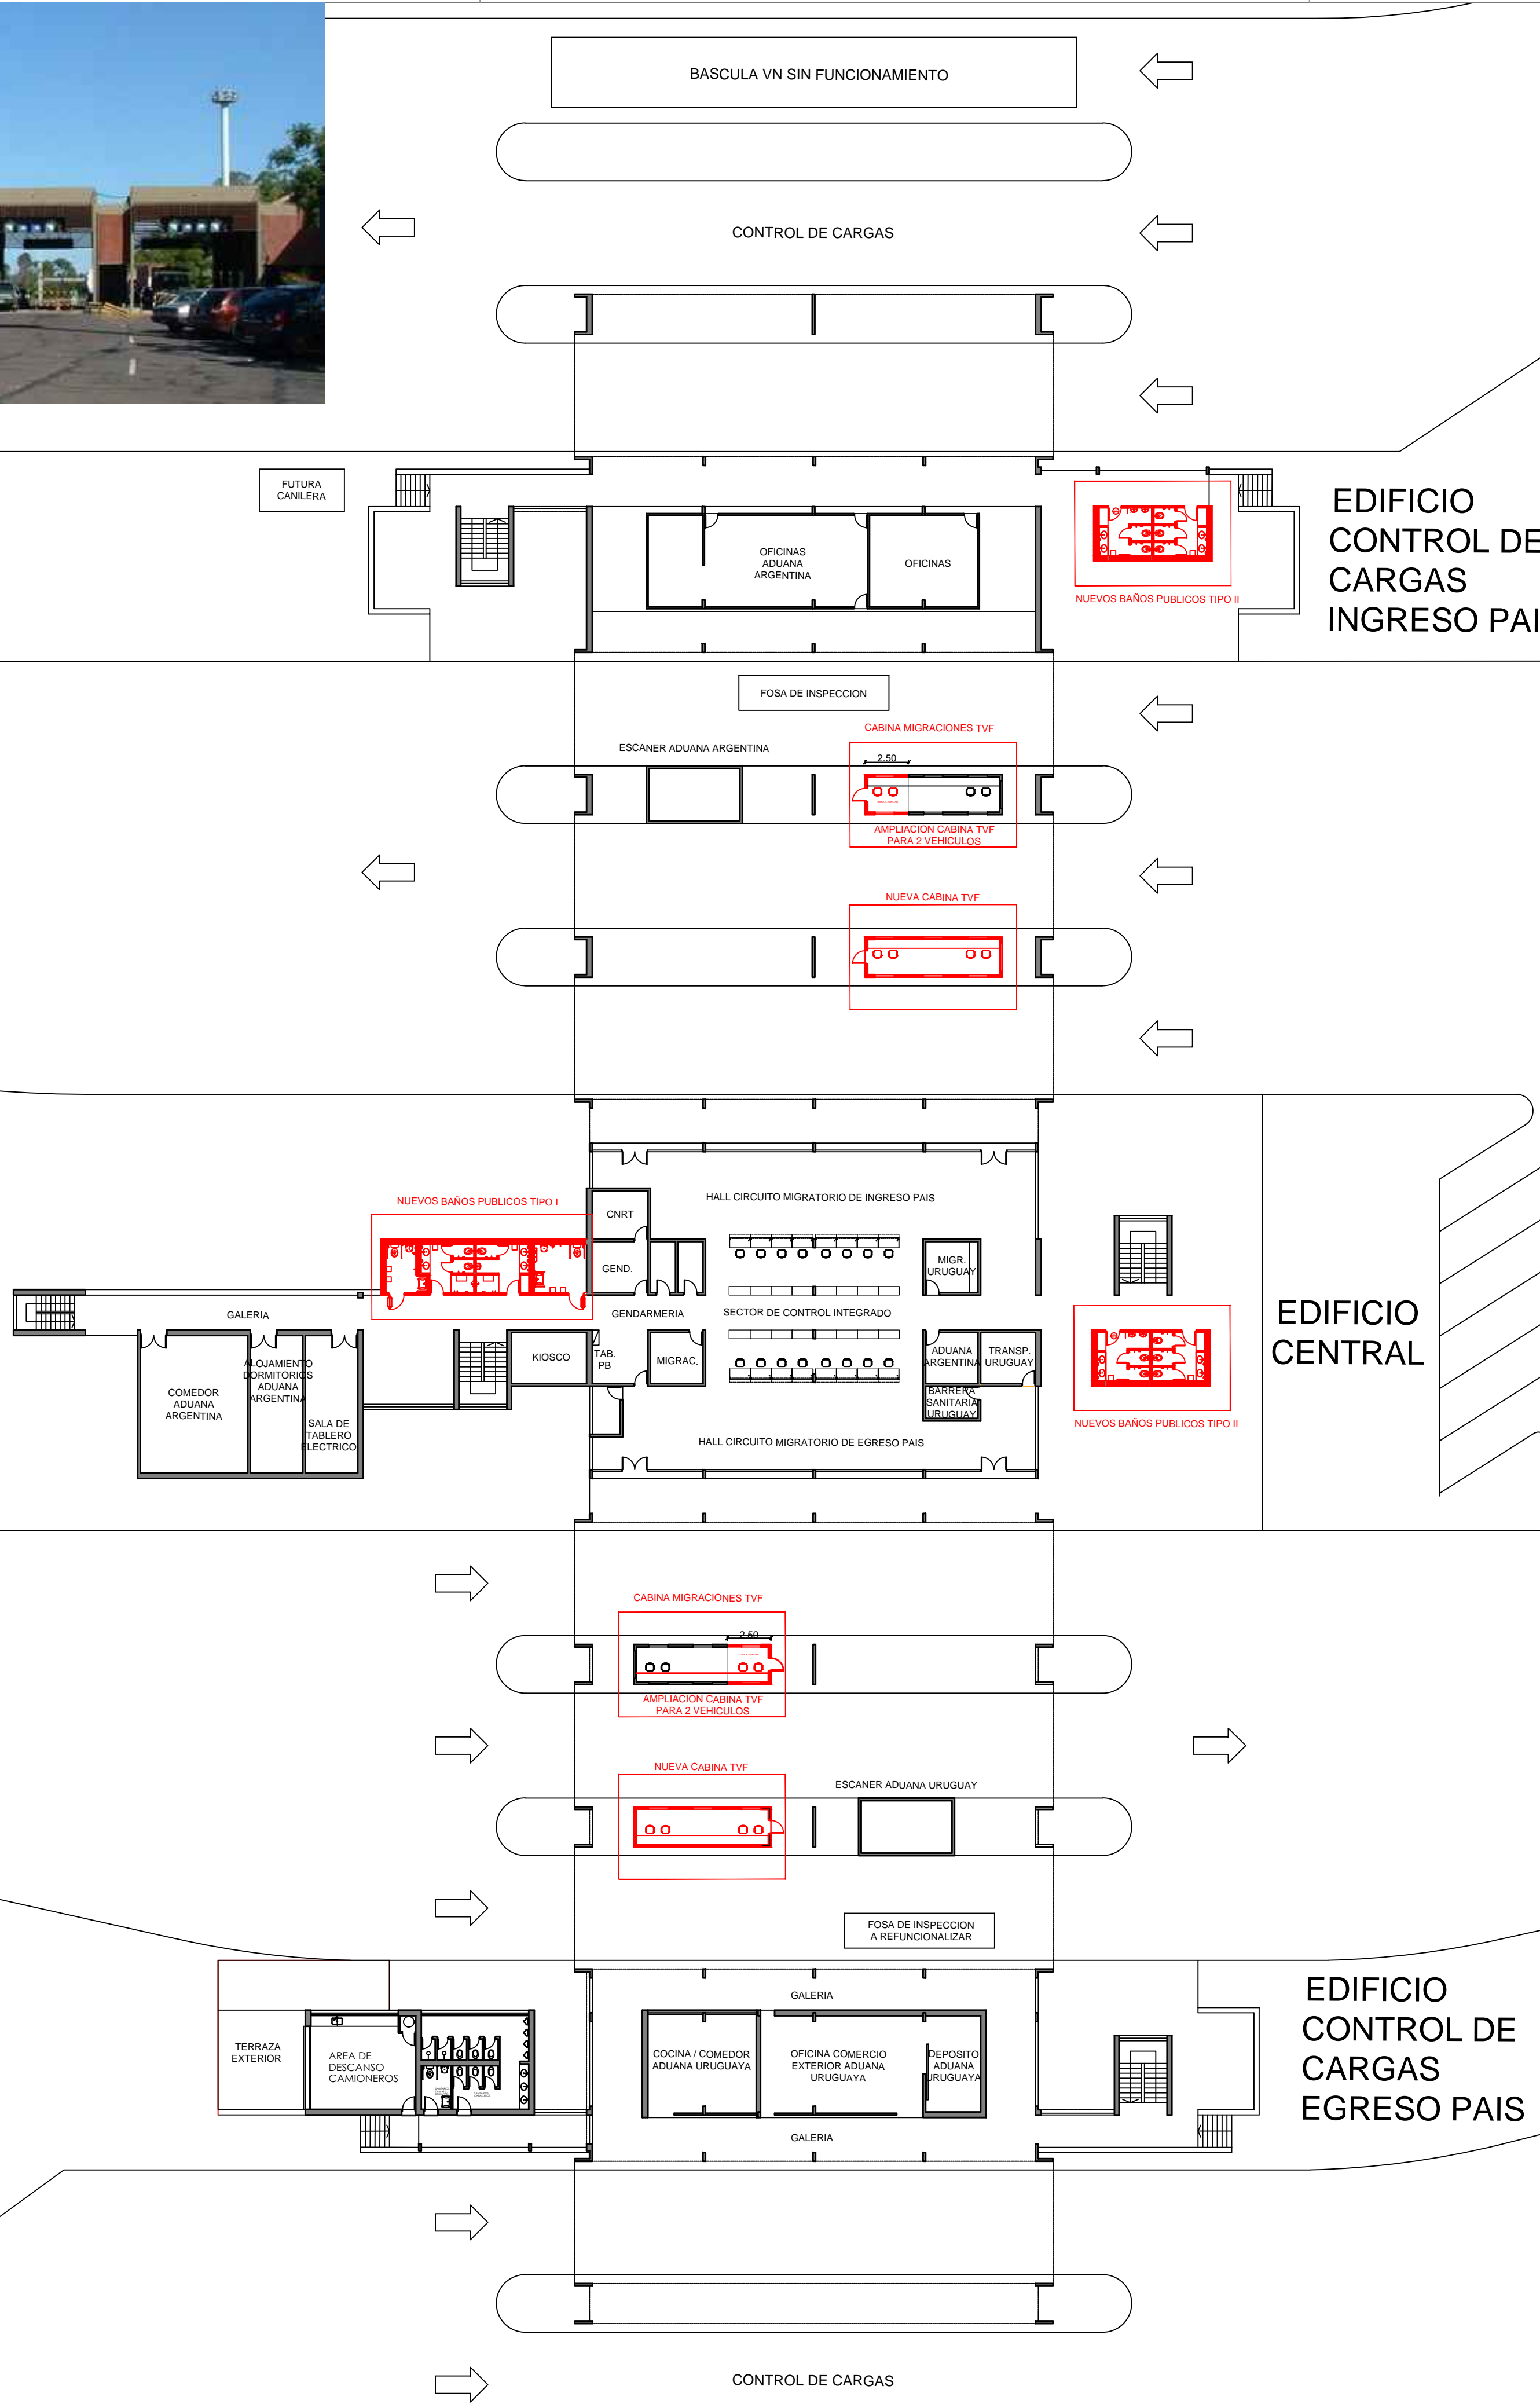 BASCULA VN SIN FUNCIONAMIENTO
CONTROL DE CARGAS
FUTURA
CANILERA
OFICINAS
ADUANA
ARGENTINA
OFICINAS
NUEVOS BAÑOS PUBLICOS TIPO II
EDIFICIO
CONTROL DE
CARGAS
INGRESO PAI
FOSA DE INSPECCION
CABINA MIGRACIONES TVF
ESCANER ADUANA ARGENTINA
2.50
AMPLIACION CABINA TVF
PARA 2 VEHICULOS
NUEVA CABINA TVF
NUEVOS BAÑOS PUBLICOS TIPO I
HALL CIRCUITO MIGRATORIO DE INGRESO PAIS
CNRT
GEND.
MIGR.
URUGUAY
GALERIA
GENDARMERIA
SECTOR DE CONTROL INTEGRADO
EDIFICIO
CENTRAL
KIOSCO
TAB.
PB
MIGRAC.
ADUANA
ARGENTINA
TRANSP.
URUGUAY
BARRERA
SANITARIA
URUGUAY
COMEDOR
ADUANA
ARGENTINA
ALOJAMIENTO
DORMITORIOS
ADUANA
ARGENTINA
SALA DE
TABLERO
ELECTRICO
NUEVOS BAÑOS PUBLICOS TIPO II
HALL CIRCUITO MIGRATORIO DE EGRESO PAIS
CABINA MIGRACIONES TVF
2.50
AMPLIACION CABINA TVF
PARA 2 VEHICULOS
NUEVA CABINA TVF
ESCANER ADUANA URUGUAY
FOSA DE INSPECCION
A REFUNCIONALIZAR
GALERIA
TERRAZA
EXTERIOR
AREA DE
DESCANSO
CAMIONEROS
COCINA / COMEDOR
ADUANA URUGUAYA
OFICINA COMERCIO
EXTERIOR ADUANA
URUGUAYA
DEPOSITO
ADUANA
URUGUAYA
GALERIA
EDIFICIO
CONTROL DE
CARGAS
EGRESO PAIS
CONTROL DE CARGAS